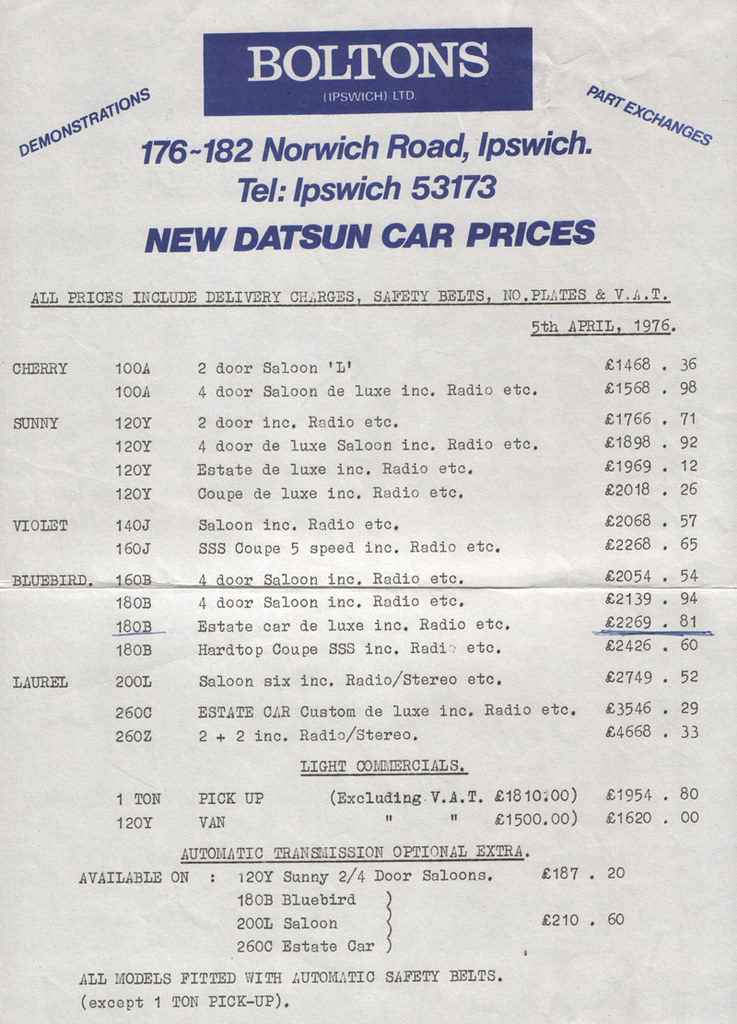 BOLTONS
(IPSWICH) LTD.
DEMONSTRATIONS
PART EXCHANGES
176~182 Norwich Road, Ipswich.
Tel: Ipswich 53173
NEW DATSUN CAR PRICES
ALL PRICES INCLUDE DELIVERY CHARGES, SAFETY BELTS, NO.PLATES & V.A.T.
5th APRIL, 1976.
CHERRY 100A 2 door Saloon 'L' £1468 . 36
100A 4 door Saloon de luxe inc. Radio etc. £1568 . 98
SUNNY 120Y 2 door inc. Radio etc. £1766 . 71
120Y 4 door de luxe Saloon inc. Radio etc. £1898 . 92
120Y Estate de luxe inc. Radio etc. £1969 . 12
120Y Coupe de luxe inc. Radio etc. £2018 . 26
VIOLET 140J Saloon inc. Radio etc. £2068 . 57
160J SSS Coupe 5 speed inc. Radio etc. £2268 . 65
BLUEBIRD. 160B 4 door Saloon inc. Radio etc. £2054 . 54
180B 4 door Saloon inc. Radio etc. £2139 . 94
180B Estate car de luxe inc. Radio etc. £2269 . 81
180B Hardtop Coupe SSS inc. Radio etc. £2426 . 60
LAUREL 200L Saloon six inc. Radio/Stereo etc. £2749 . 52
260C ESTATE CAR Custom de luxe inc. Radio etc. £3546 . 29
260Z 2 + 2 inc. Radio/Stereo. £4668 . 33
LIGHT COMMERCIALS.
1 TON PICK UP (Excluding V.A.T. £1810.00) £1954 . 80
120Y VAN " " £1500.00) £1620 . 00
AUTOMATIC TRANSMISSION OPTIONAL EXTRA.
AVAILABLE ON : 120Y Sunny 2/4 Door Saloons. £187 . 20
180B Bluebird )
200L Saloon ) £210 . 60
260C Estate Car )
ALL MODELS FITTED WITH AUTOMATIC SAFETY BELTS.
(except 1 TON PICK-UP).